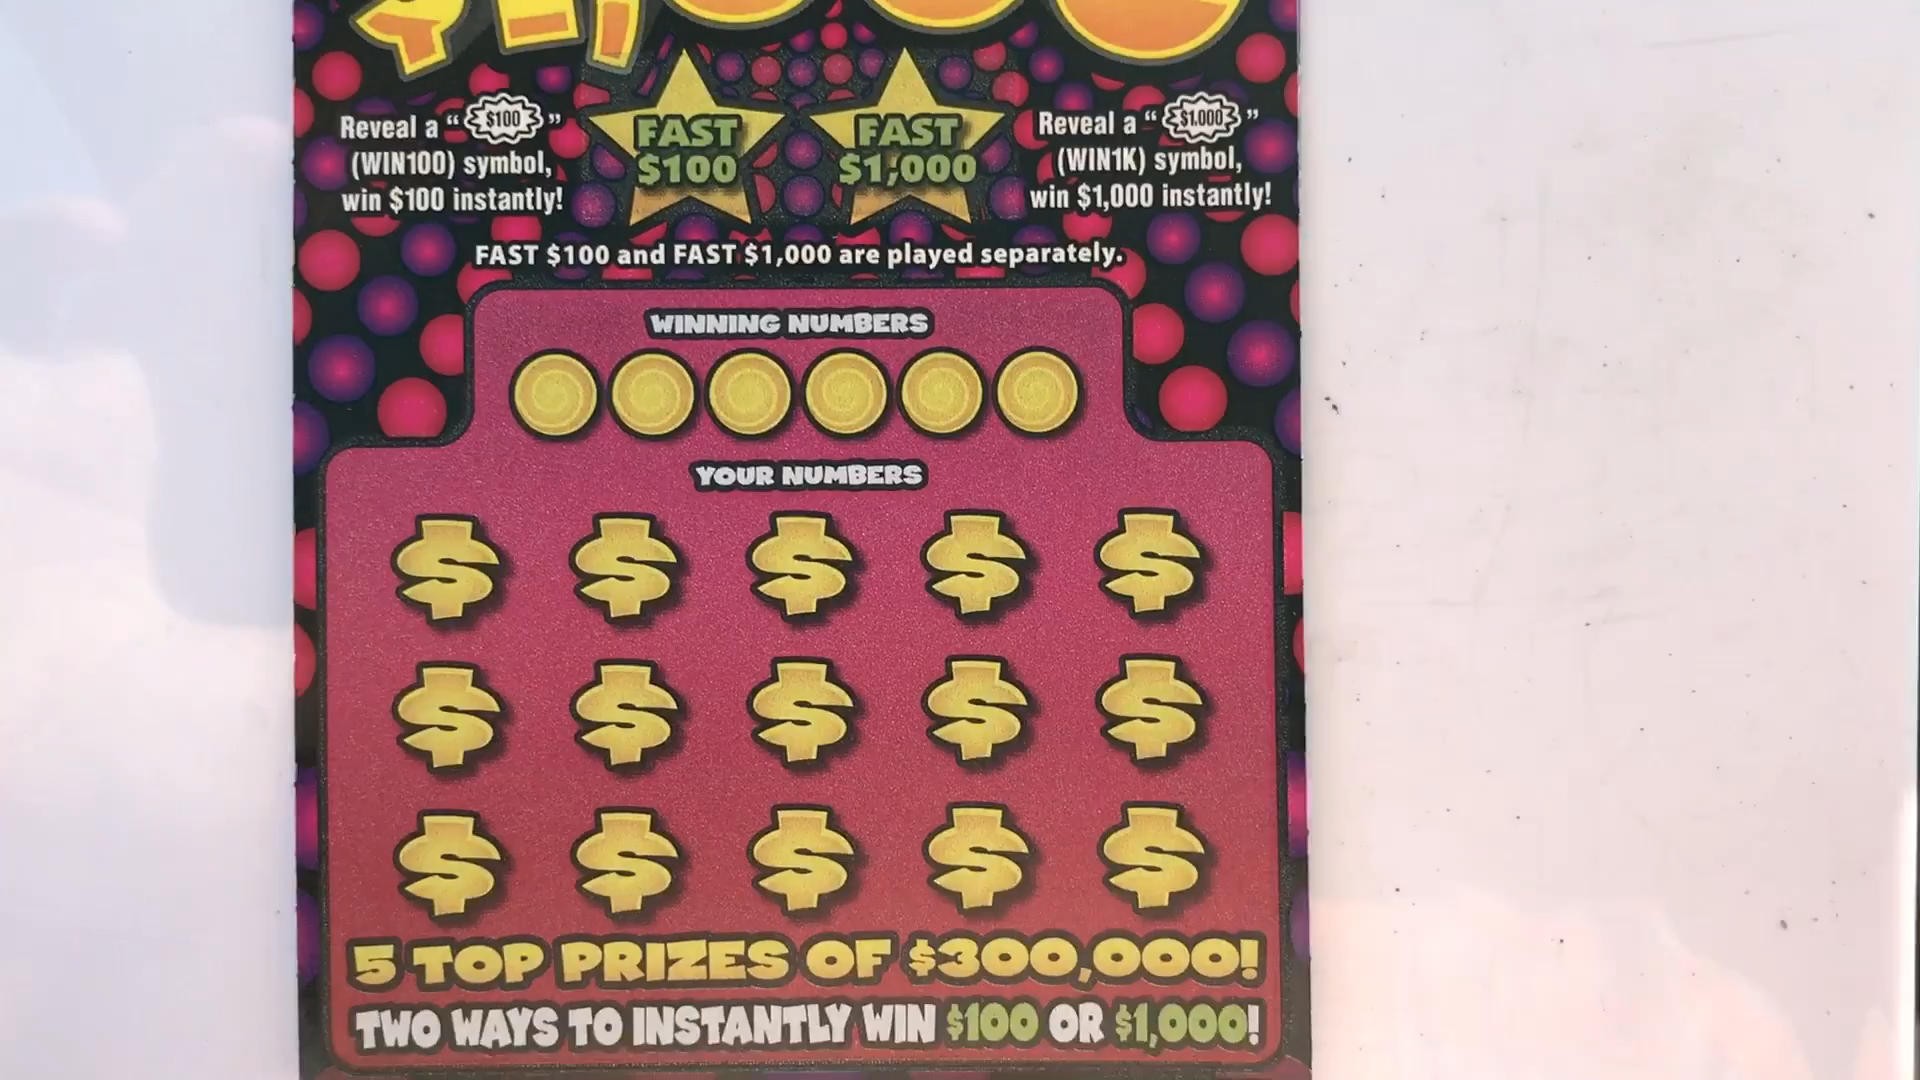 $1,000
Reveal a "$100"
(WIN100) symbol,
win $100 instantly!
FAST
$100
FAST
$1,000
Reveal a "$1,000"
(WIN1K) symbol,
win $1,000 instantly!
FAST $100 and FAST $1,000 are played separately.
WINNING NUMBERS
YOUR NUMBERS
$ $ $ $ $
$ $ $ $ $
$ $ $ $ $
5 TOP PRIZES OF $300,000!
TWO WAYS TO INSTANTLY WIN $100 OR $1,000!